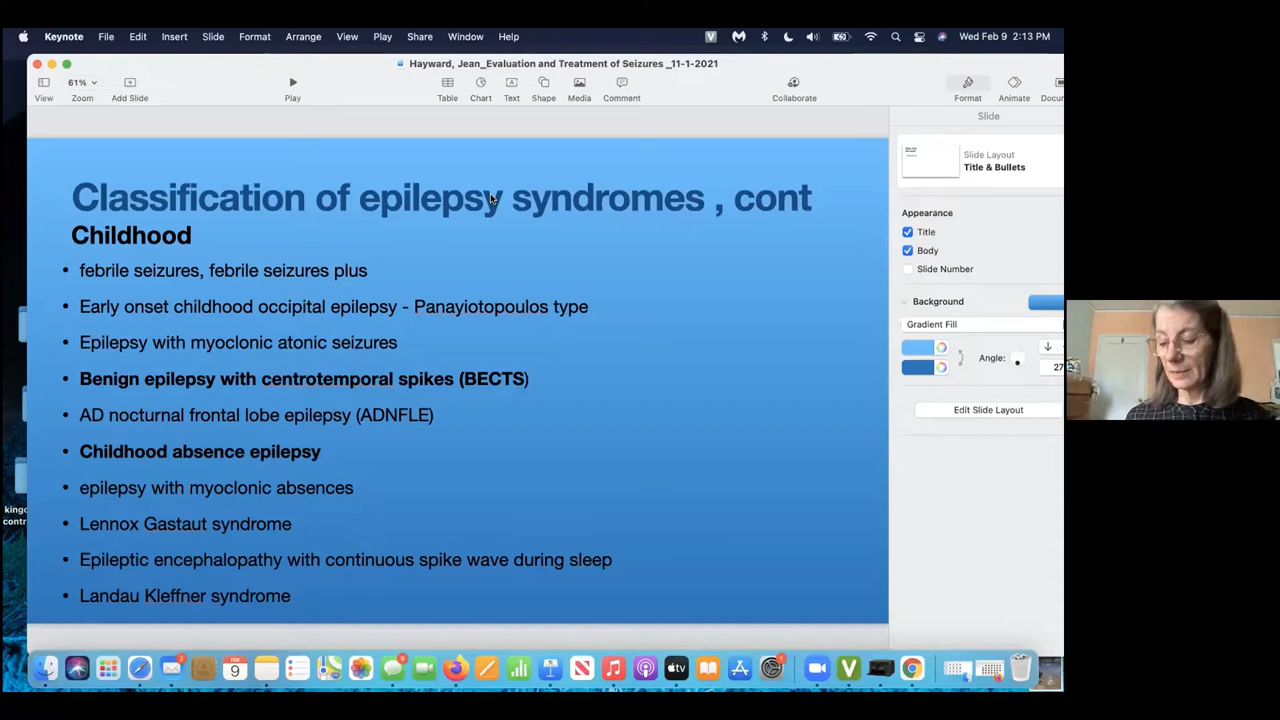 Keynote File Edit Insert Slide Format Arrange View Play Share Window Help Wed Feb 9 2:13 PM
Hayward, Jean_Evaluation and Treatment of Seizures _11-1-2021
61%
View Zoom Add Slide Play Table Chart Text Shape Media Comment Collaborate Format Animate Docu
Slide
Slide Layout
Title & Bullets
Appearance
Title
Body
Slide Number
Background
Gradient Fill
Angle:
27
Edit Slide Layout
Classification of epilepsy syndromes , cont
Childhood
• febrile seizures, febrile seizures plus
• Early onset childhood occipital epilepsy - Panayiotopoulos type
• Epilepsy with myoclonic atonic seizures
• Benign epilepsy with centrotemporal spikes (BECTS)
• AD nocturnal frontal lobe epilepsy (ADNFLE)
• Childhood absence epilepsy
• epilepsy with myoclonic absences
• Lennox Gastaut syndrome
• Epileptic encephalopathy with continuous spike wave during sleep
• Landau Kleffner syndrome
FEB
9
tv